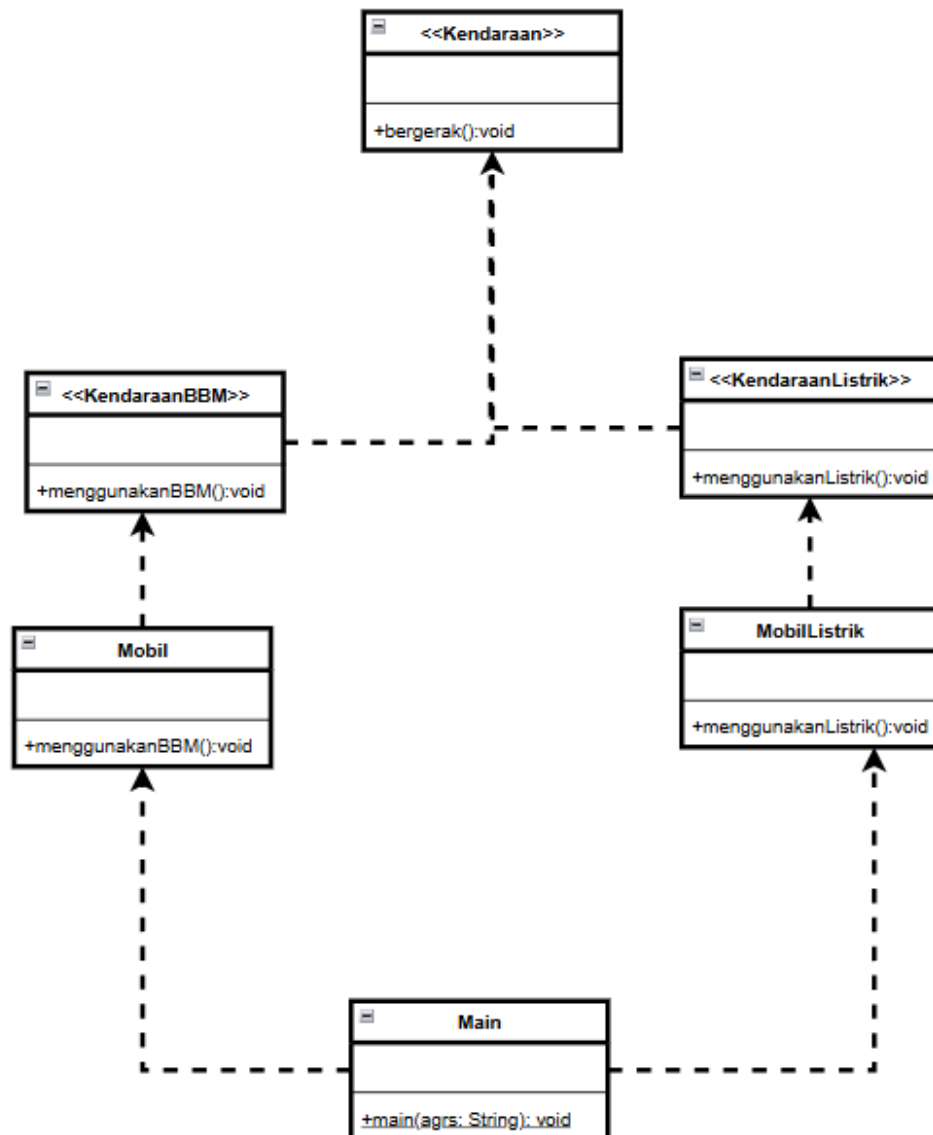 <<Kendaraan>>
+bergerak():void
<<KendaraanBBM>>
+menggunakanBBM():void
<<KendaraanListrik>>
+menggunakanListrik():void
Mobil
+menggunakanBBM():void
MobilListrik
+menggunakanListrik():void
Main
+main(agrs: String): void